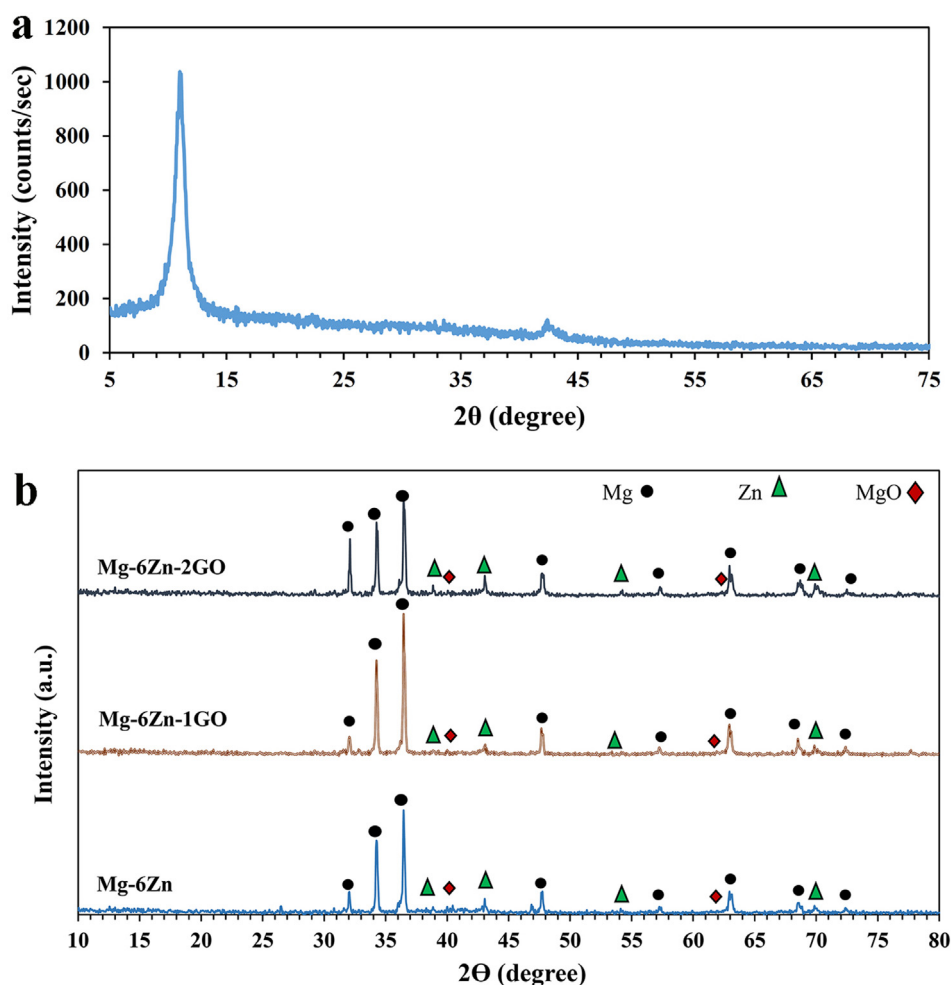 a
Intensity (counts/sec)
1200
1000
800
600
400
200
0
5 15 25 35 45 55 65 75
2θ (degree)
b
Mg Zn MgO
Mg-6Zn-2GO
Mg-6Zn-1GO
Mg-6Zn
Intensity (a.u.)
10 15 20 25 30 35 40 45 50 55 60 65 70 75 80
2Ɵ (degree)